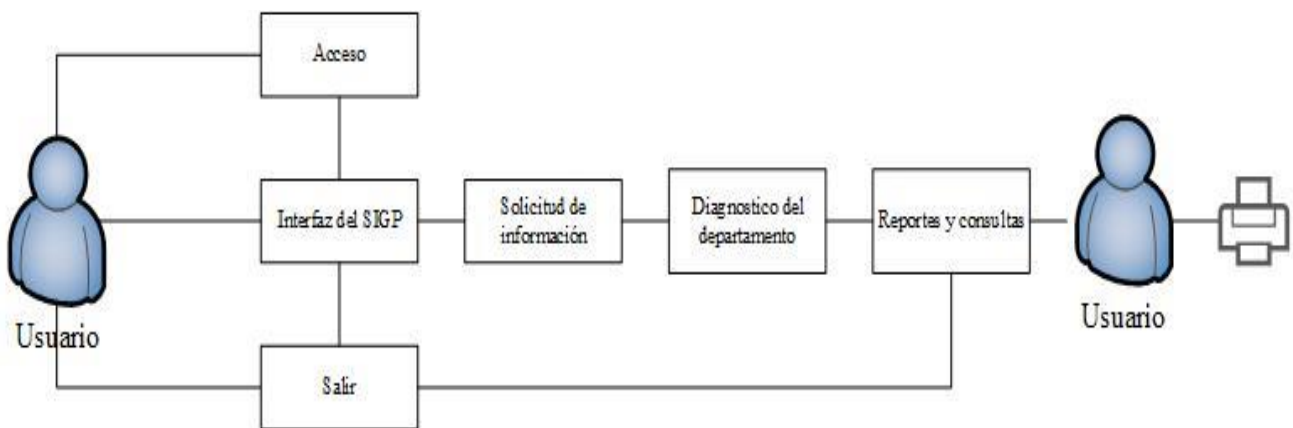 Acceso
Interfaz del SIGP
Solicitud de
información
Diagnostico del
departamento
Reportes y consultas
Usuario
Usuario
Salir